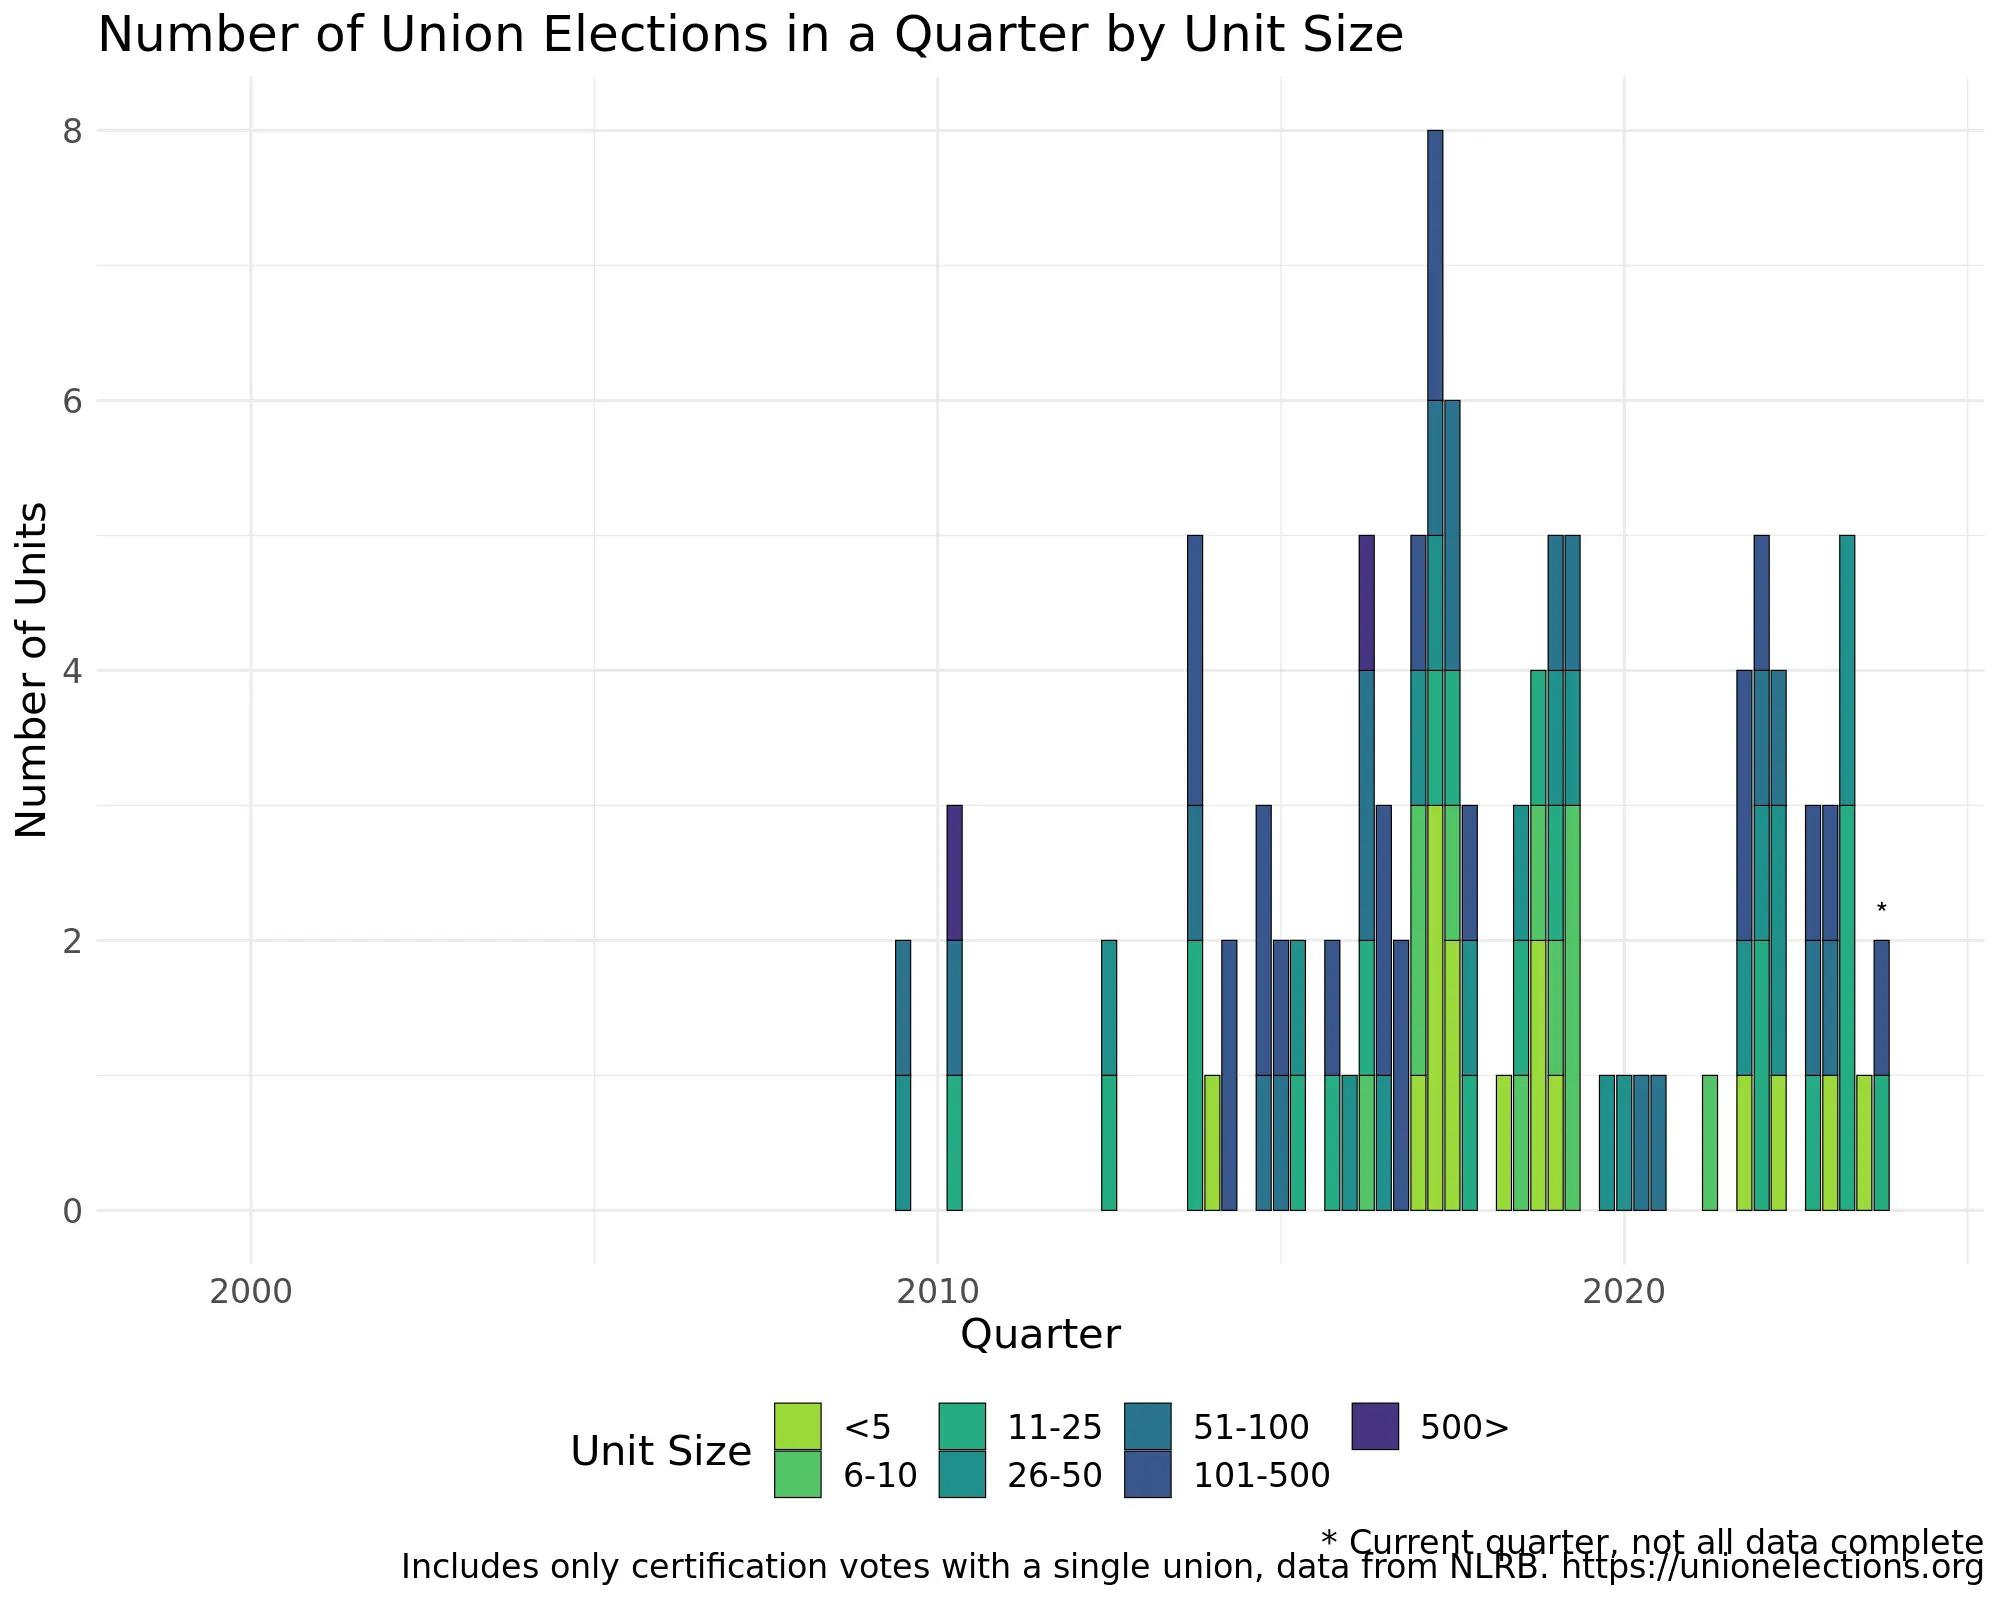 Number of Union Elections in a Quarter by Unit Size
Number of Units
8
6
4
2
0
*
2000 2010 2020
Quarter
Unit Size
<5 11-25 51-100 500>
6-10 26-50 101-500
* Current quarter, not all data complete
Includes only certification votes with a single union, data from NLRB. https://unionelections.org